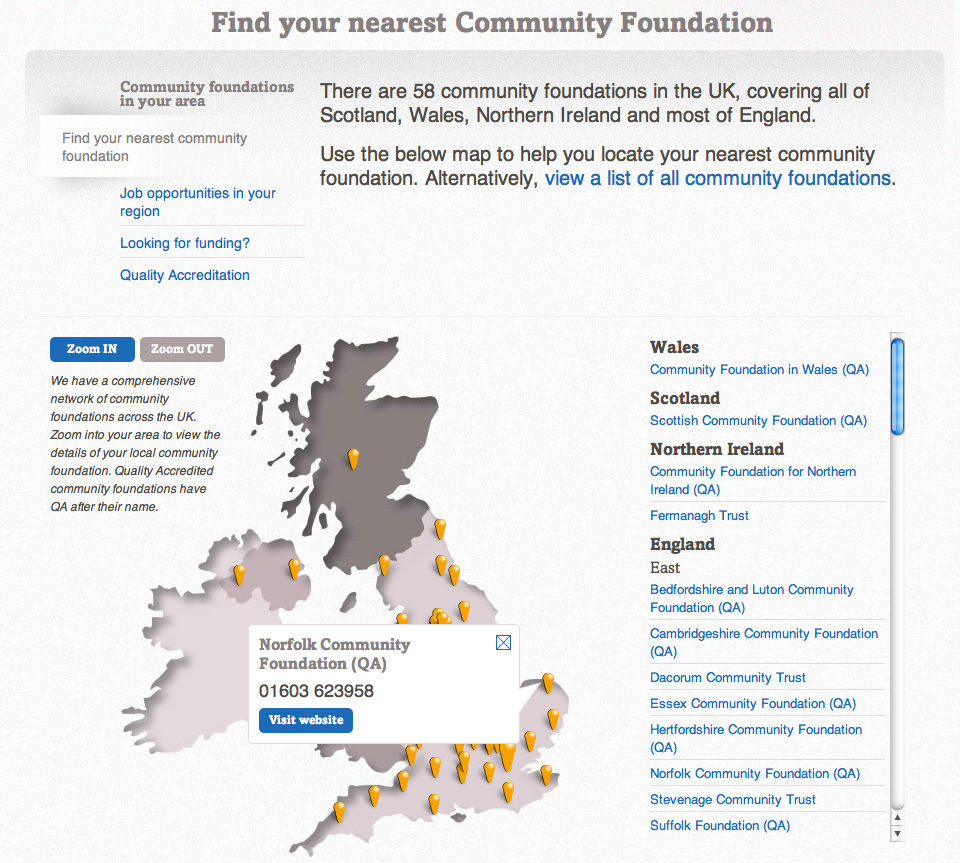 Find your nearest Community Foundation
Community foundations
in your area
Find your nearest community
foundation
Job opportunities in your
region
Looking for funding?
Quality Accreditation
There are 58 community foundations in the UK, covering all of
Scotland, Wales, Northern Ireland and most of England.
Use the below map to help you locate your nearest community
foundation. Alternatively, view a list of all community foundations.
Zoom IN
Zoom OUT
We have a comprehensive
network of community
foundations across the UK.
Zoom into your area to view the
details of your local community
foundation. Quality Accredited
community foundations have
QA after their name.
Norfolk Community
Foundation (QA)
01603 623958
Visit website
Wales
Community Foundation in Wales (QA)
Scotland
Scottish Community Foundation (QA)
Northern Ireland
Community Foundation for Northern
Ireland (QA)
Fermanagh Trust
England
East
Bedfordshire and Luton Community
Foundation (QA)
Cambridgeshire Community Foundation
(QA)
Dacorum Community Trust
Essex Community Foundation (QA)
Hertfordshire Community Foundation
(QA)
Norfolk Community Foundation (QA)
Stevenage Community Trust
Suffolk Foundation (QA)